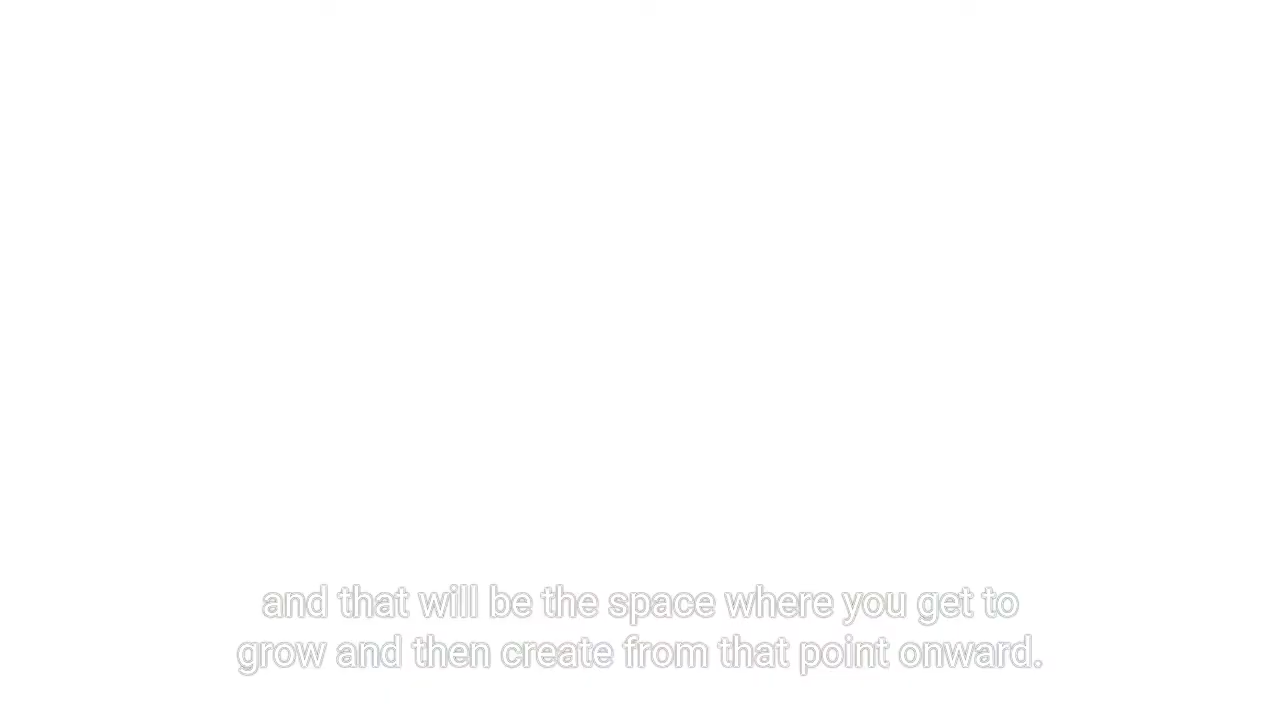 and that will be the space where you get to
grow and then create from that point onward.